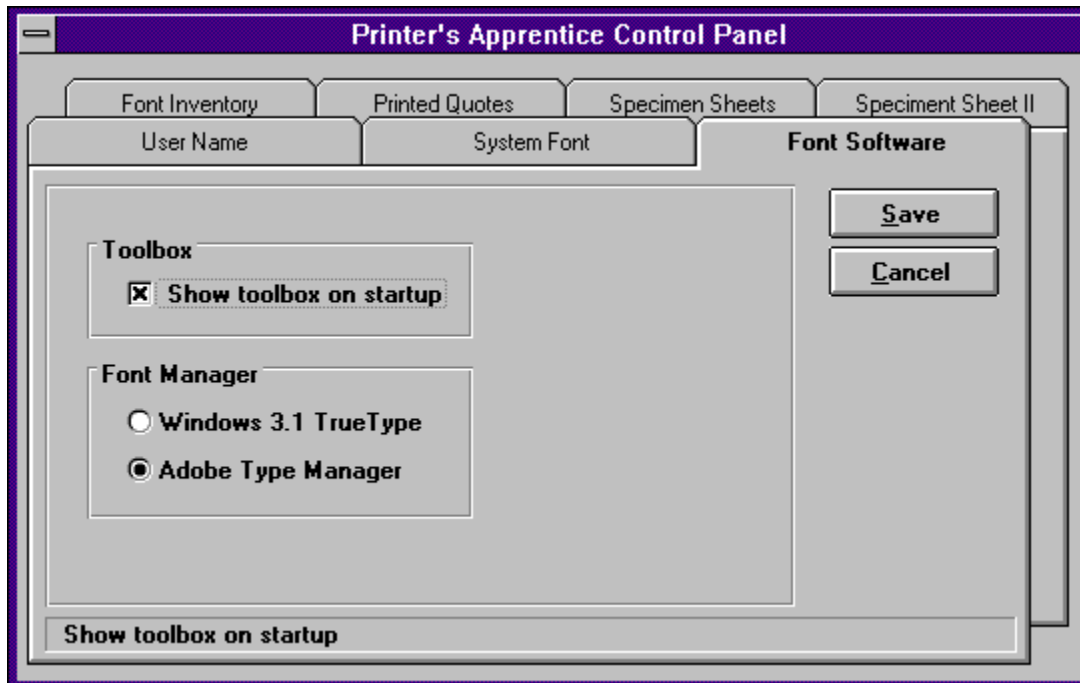 Printer's Apprentice Control Panel
Font Inventory Printed Quotes Specimen Sheets Speciment Sheet II
User Name System Font Font Software
Save
Toolbox
Cancel
Show toolbox on startup
Font Manager
Windows 3.1 TrueType
Adobe Type Manager
Show toolbox on startup